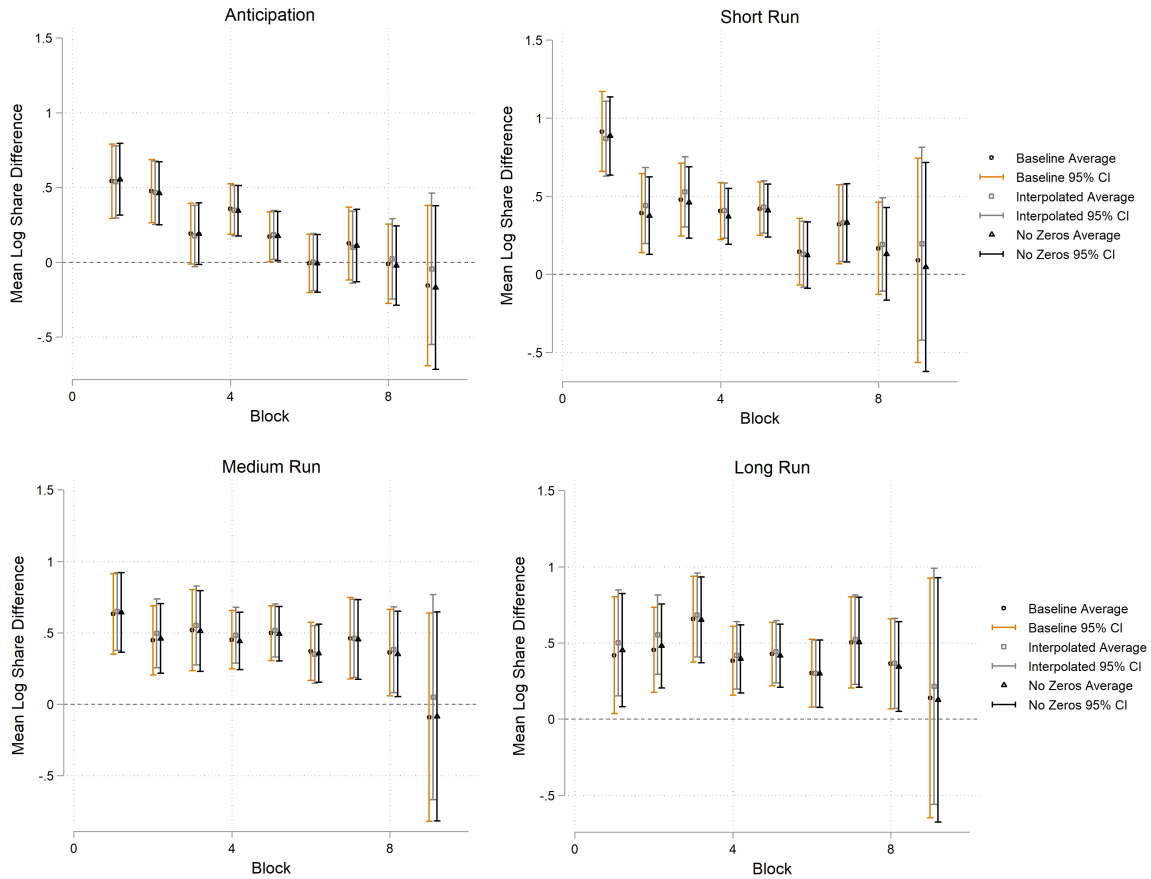 Anticipation
Mean Log Share Difference
1.5
1
.5
0
-.5
0
4
8
Block
Short Run
Mean Log Share Difference
1.5
1
.5
0
-.5
0
4
8
Block
Baseline Average
Baseline 95% CI
Interpolated Average
Interpolated 95% CI
No Zeros Average
No Zeros 95% CI
Medium Run
Mean Log Share Difference
1.5
1
.5
0
-.5
0
4
8
Block
Long Run
Mean Log Share Difference
1.5
1
.5
0
-.5
0
4
8
Block
Baseline Average
Baseline 95% CI
Interpolated Average
Interpolated 95% CI
No Zeros Average
No Zeros 95% CI